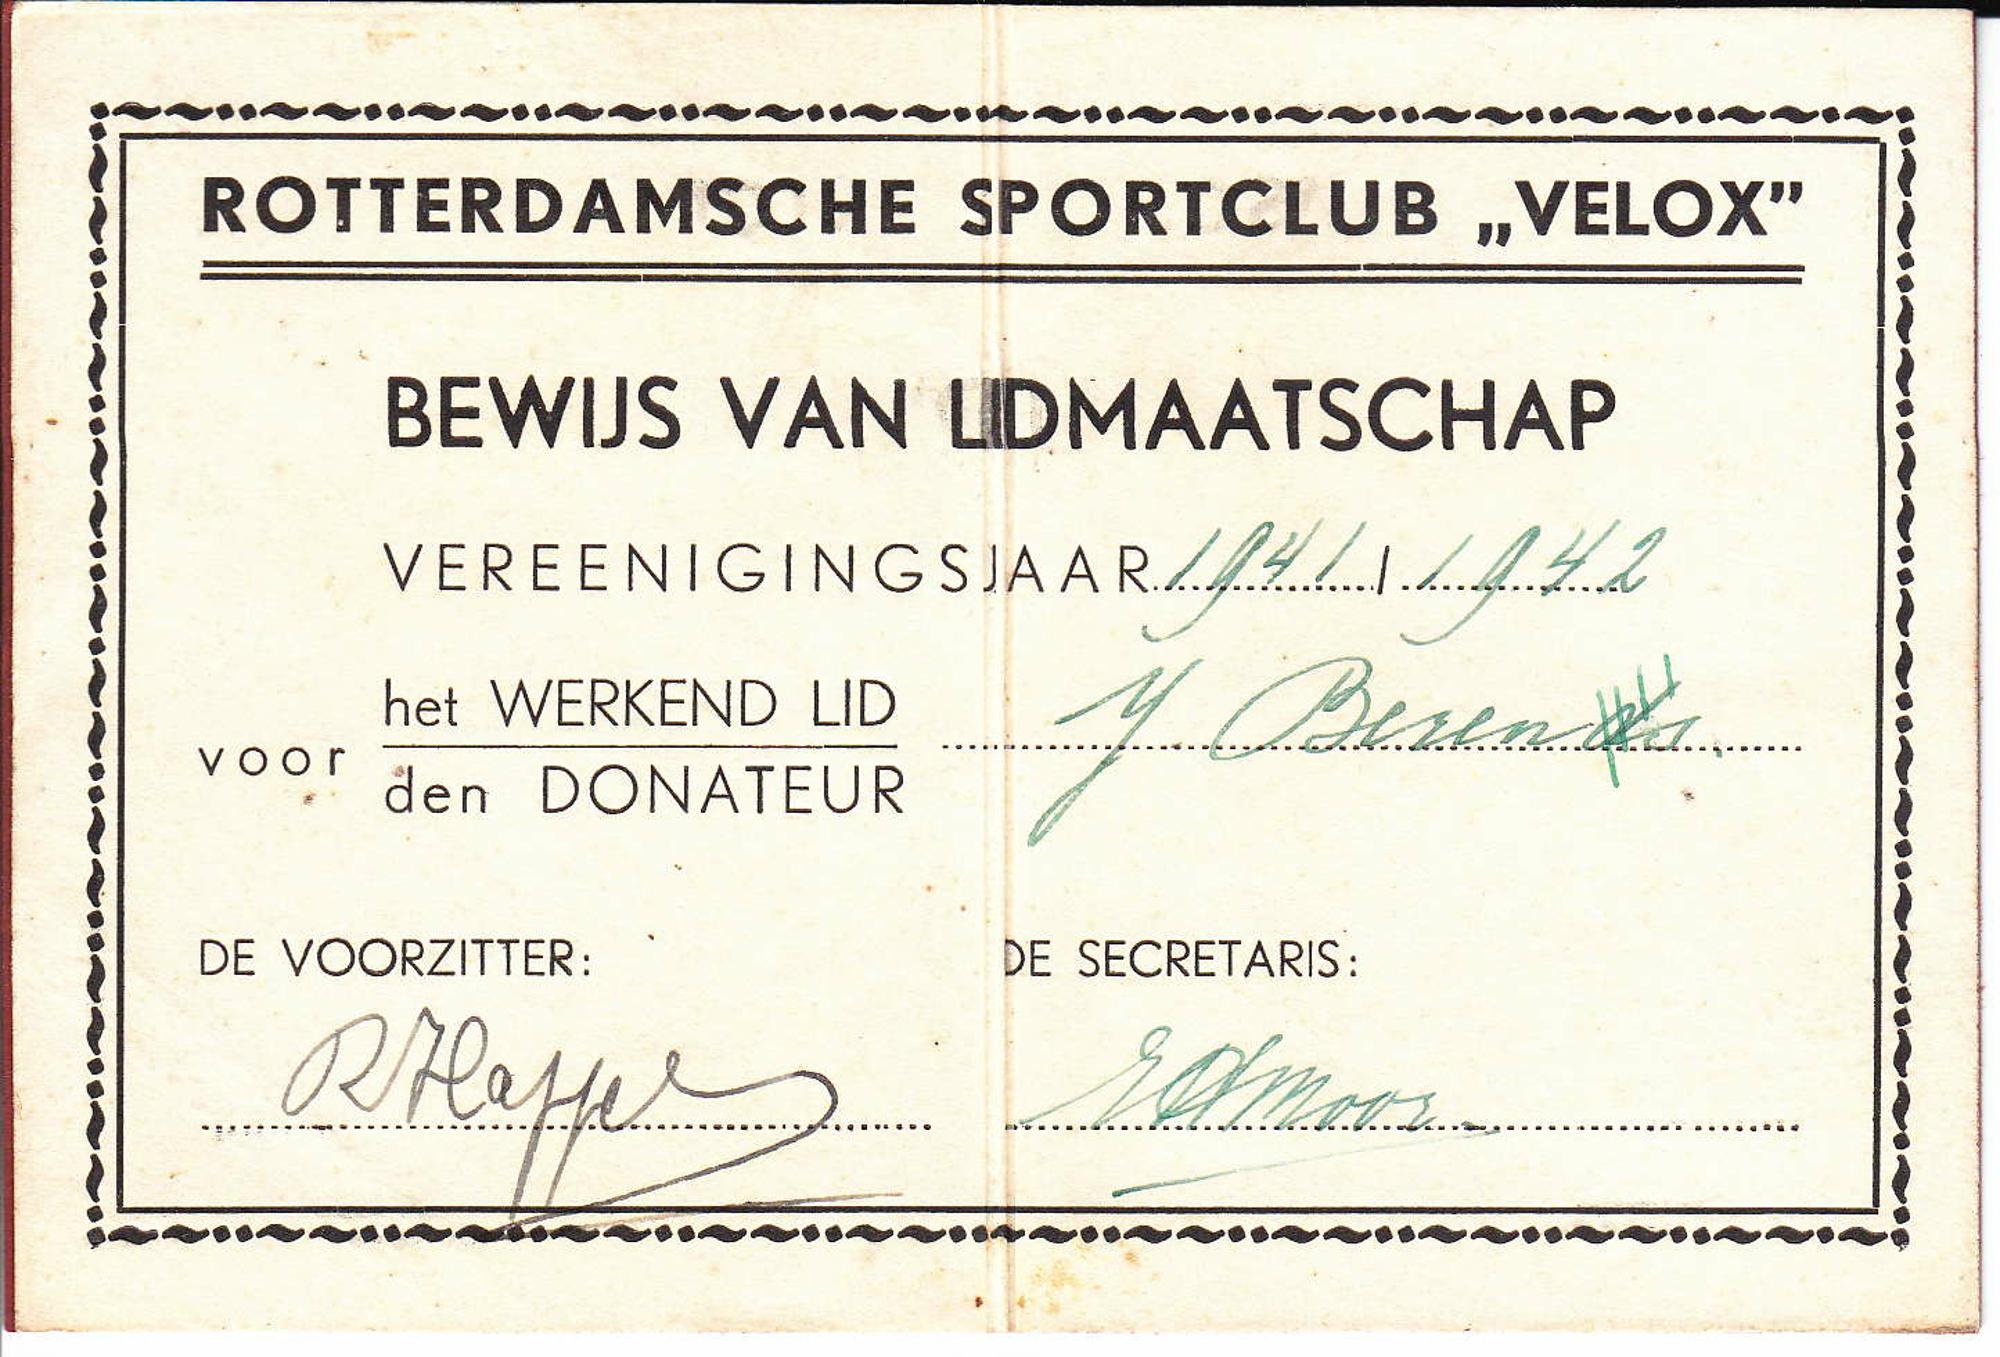 ROTTERDAMSCHE SPORTCLUB „VELOX”
BEWIJS VAN LIDMAATSCHAP
VEREENIGINGSJAAR 1941 / 1942
voor het WERKEND LID
den DONATEUR
J. Berends.
DE VOORZITTER: DE SECRETARIS: